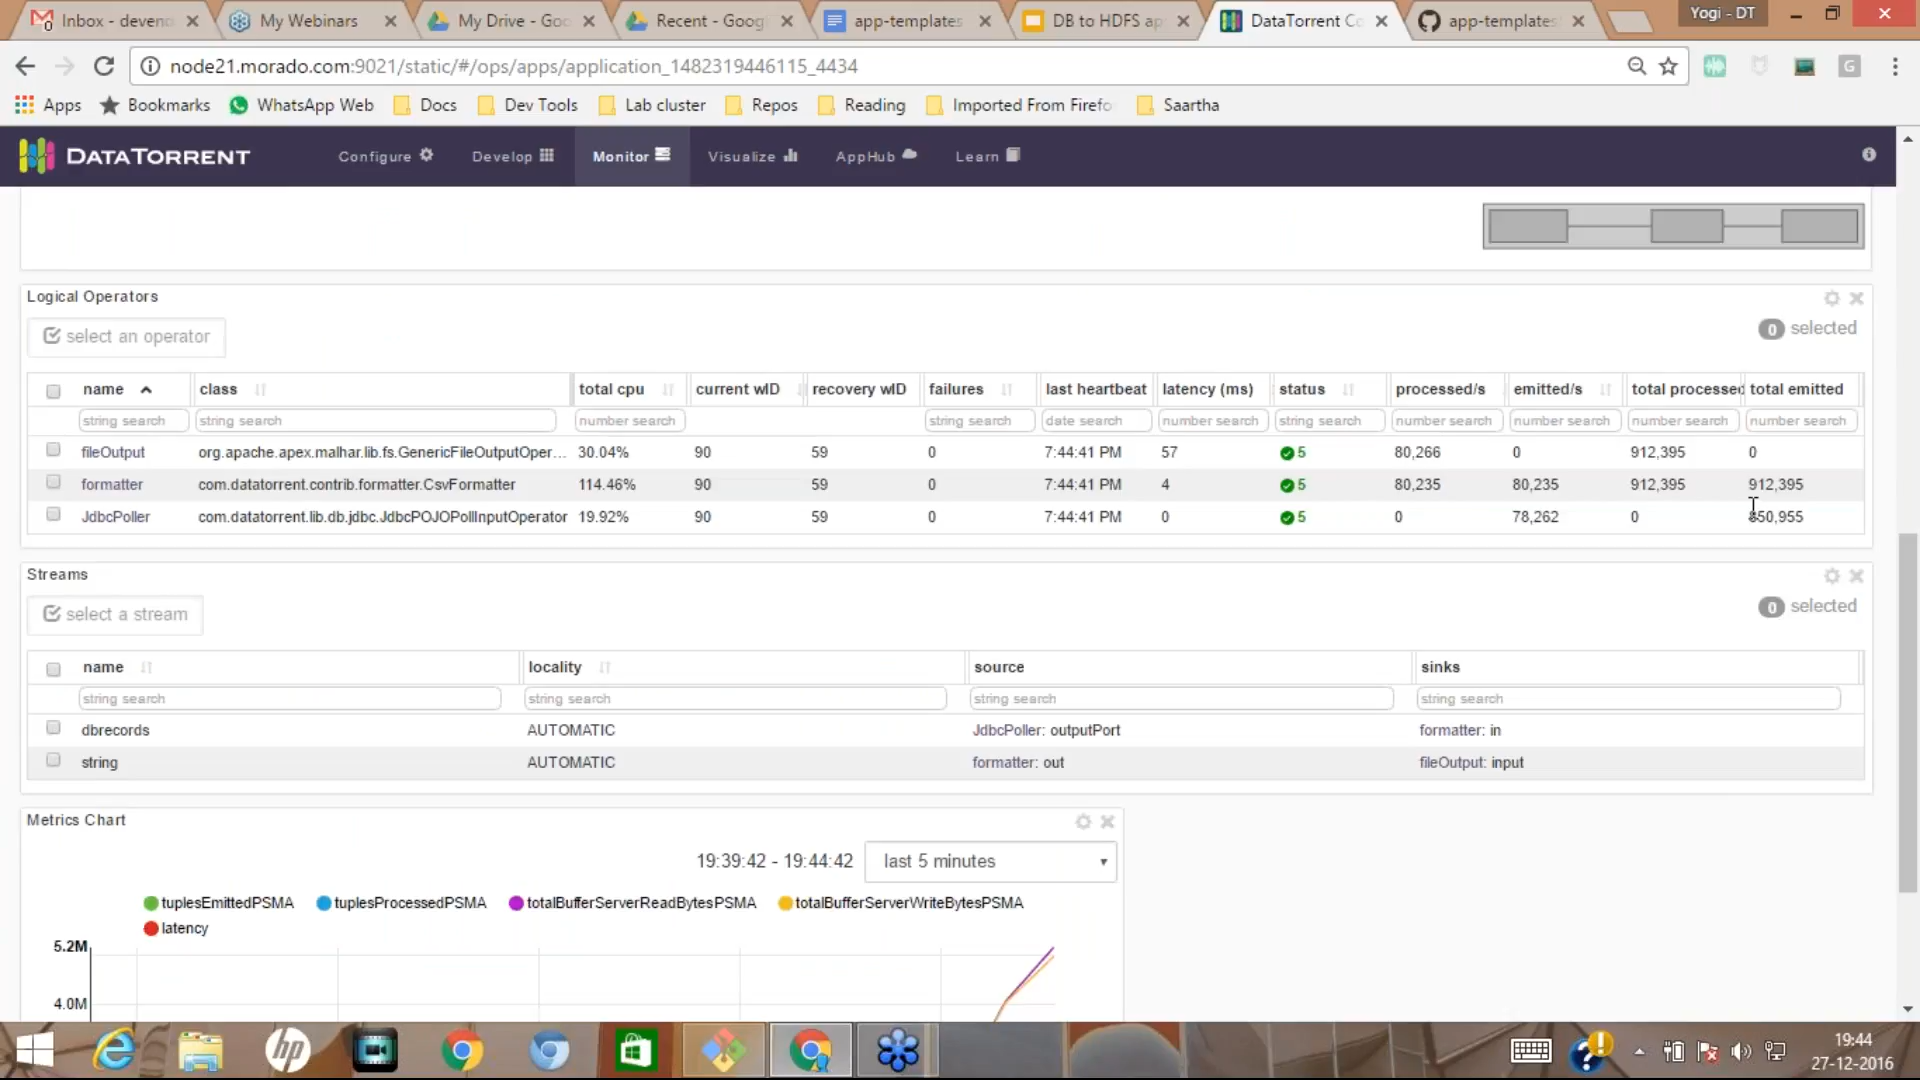 Inbox - deveno
My Webinars
My Drive - Goo
Recent - Googl
app-templates
DB to HDFS ap
DataTorrent Co
app-templates
Yogi - DT
node21.morado.com:9021/static/#/ops/apps/application_1482319446115_4434
G
Apps
Bookmarks
WhatsApp Web
Docs
Dev Tools
Lab cluster
Repos
Reading
Imported From Firefo
Saartha
DATATORRENT
Configure
Develop
Monitor
Visualize
AppHub
Learn
Logical Operators
select an operator
0 selected
name class total cpu current wID recovery wID failures last heartbeat latency (ms) status processed/s emitted/s total processed total emitted
string search string search number search string search date search number search string search number search number search number search number search
fileOutput org.apache.apex.malhar.lib.fs.GenericFileOutputOper... 30.04% 90 59 0 7:44:41 PM 57 5 80,266 0 912,395 0
formatter com.datatorrent.contrib.formatter.CsvFormatter 114.46% 90 59 0 7:44:41 PM 4 5 80,235 80,235 912,395 912,395
JdbcPoller com.datatorrent.lib.db.jdbc.JdbcPOJOPollInputOperator 19.92% 90 59 0 7:44:41 PM 0 5 0 78,262 0 50,955
Streams
select a stream
0 selected
name locality source sinks
string search string search string search string search
dbrecords AUTOMATIC JdbcPoller: outputPort formatter: in
string AUTOMATIC formatter: out fileOutput: input
Metrics Chart
19:39:42 - 19:44:42 last 5 minutes
tuplesEmittedPSMA tuplesProcessedPSMA totalBufferServerReadBytesPSMA totalBufferServerWriteBytesPSMA
latency
5.2M
4.0M
hp
19:44
27-12-2016